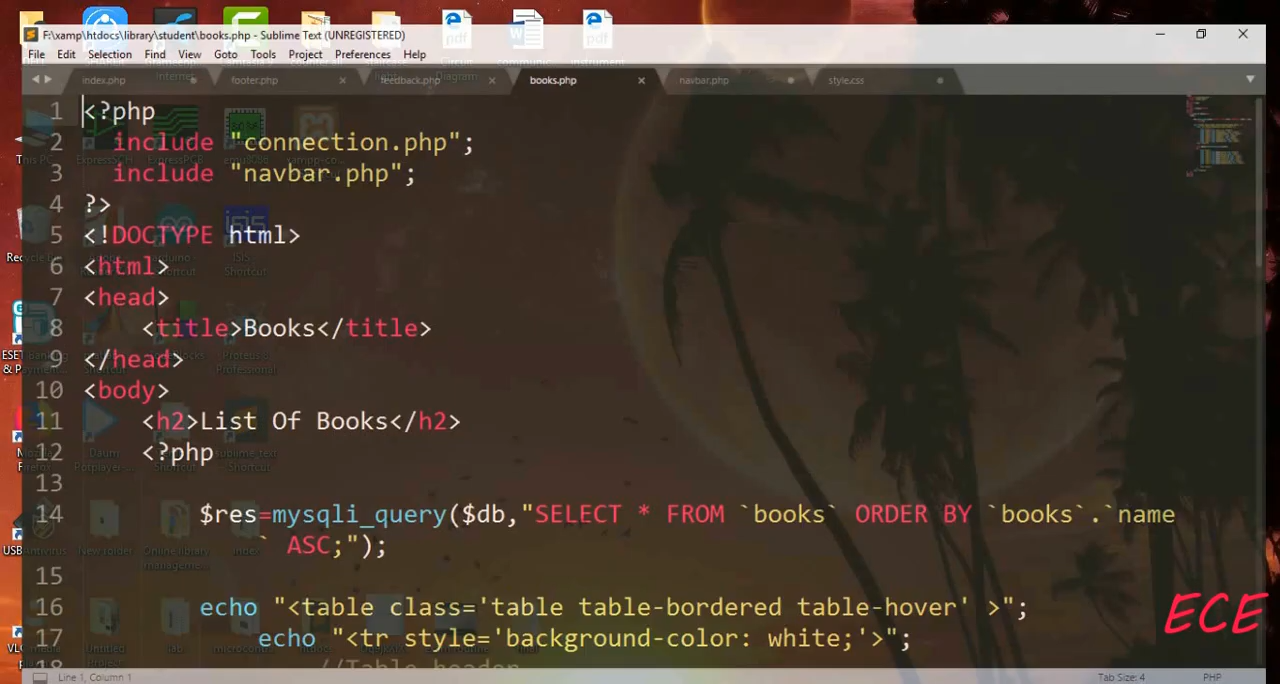 F:\xamp\htdocs\library\student\books.php - Sublime Text (UNREGISTERED)
File Edit Selection Find View Goto Tools Project Preferences Help
index.php footer.php feedback.php books.php navbar.php style.css
1 <?php
2 include "connection.php";
3 include "navbar.php";
4 ?>
5 <!DOCTYPE html>
6 <html>
7 <head>
8 <title>Books</title>
9 </head>
10 <body>
11 <h2>List Of Books</h2>
12 <?php
13
14 $res=mysqli_query($db,"SELECT * FROM `books` ORDER BY `books`.`name
` ASC;");
15
16 echo "<table class='table table-bordered table-hover' >";
17 echo "<tr style='background-color: white;'>";
18 //Table header
ECE
Line 1, Column 1
Tab Size: 4
PHP